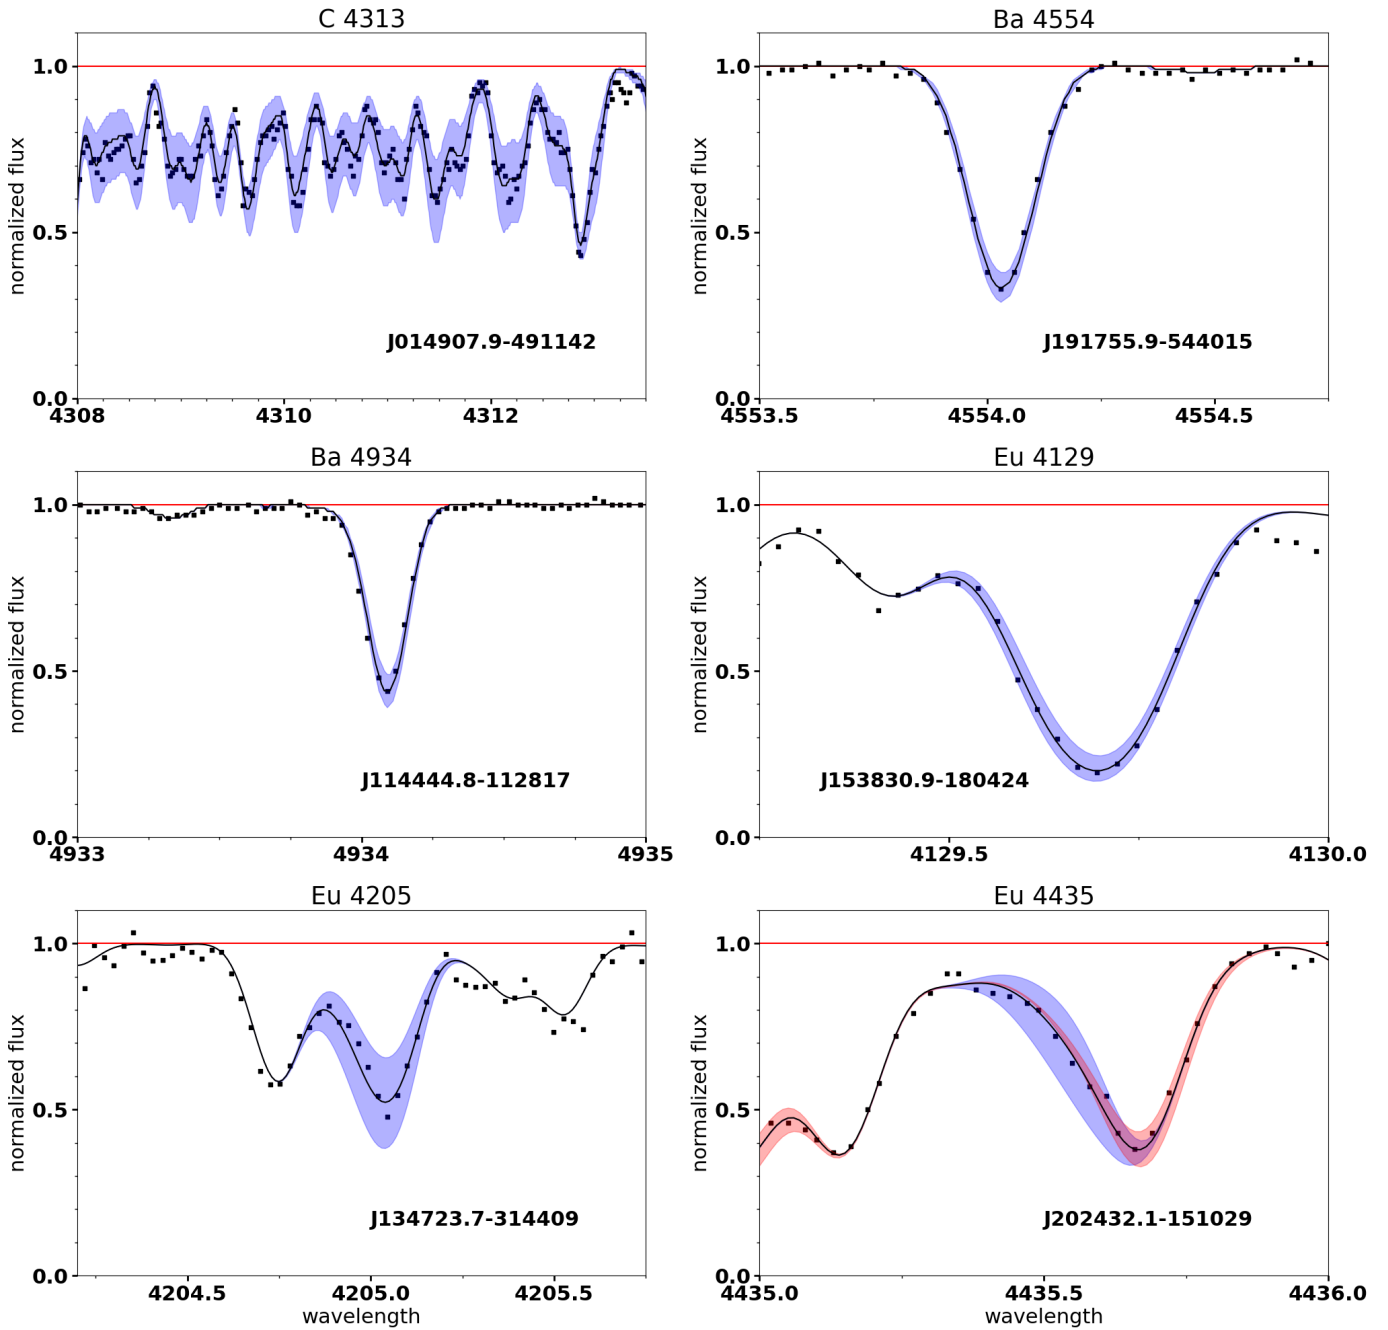 C 4313
Ba 4554
normalized flux
1.0
0.5
0.0
J014907.9-491142
4308
4310
4312
normalized flux
1.0
0.5
0.0
J191755.9-544015
4553.5
4554.0
4554.5
Ba 4934
Eu 4129
normalized flux
1.0
0.5
0.0
J114444.8-112817
4933
4934
4935
normalized flux
1.0
0.5
0.0
J153830.9-180424
4129.5
4130.0
Eu 4205
Eu 4435
normalized flux
1.0
0.5
0.0
J134723.7-314409
4204.5
4205.0
4205.5
wavelength
normalized flux
1.0
0.5
0.0
J202432.1-151029
4435.0
4435.5
4436.0
wavelength